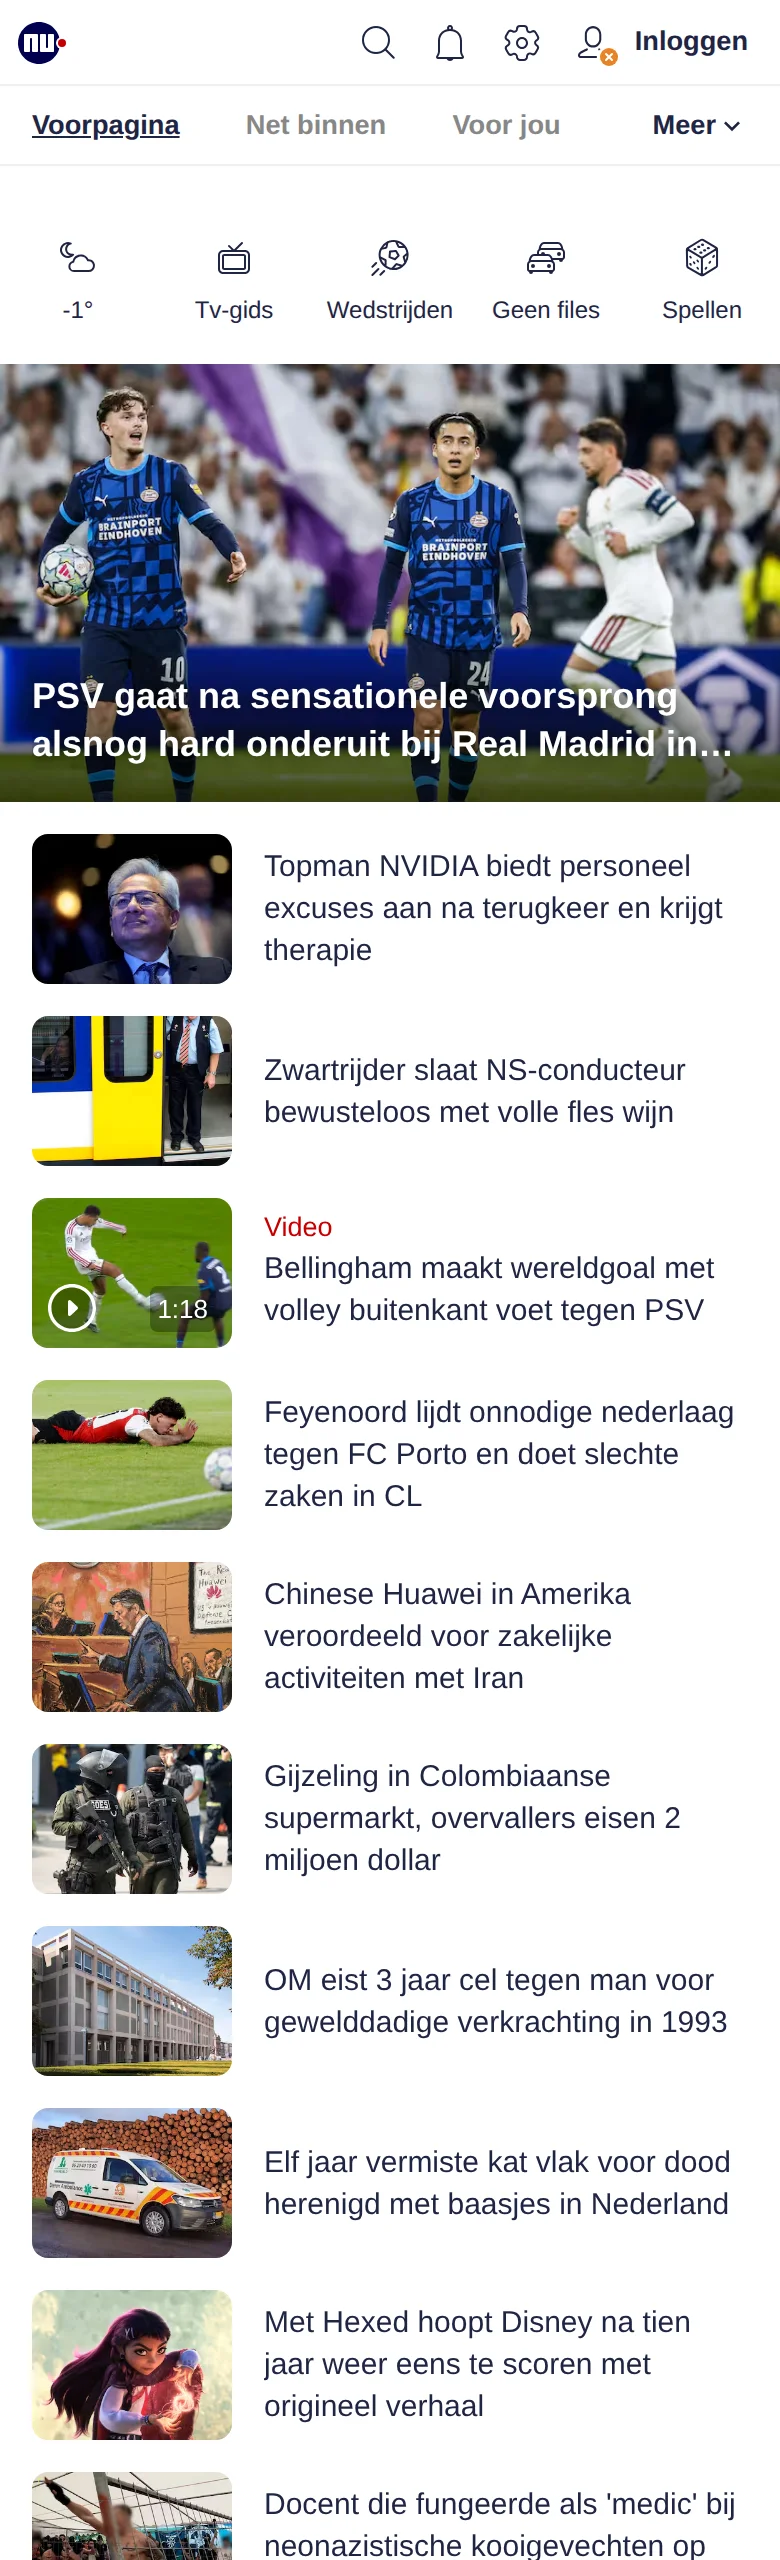 nu
Inloggen
Voorpagina
Net binnen
Voor jou
Meer
-1°
Tv-gids
Wedstrijden
Geen files
Spellen
METROPOOLREGIO
BRAINPORT
EINDHOVEN
10
METROPOOLREGIO
BRAINPORT
EINDHOVEN
24
PSV gaat na sensationele voorsprong
alsnog hard onderuit bij Real Madrid in…
Topman NVIDIA biedt personeel
excuses aan na terugkeer en krijgt
therapie
Zwartrijder slaat NS-conducteur
bewusteloos met volle fles wijn
1:18
Video
Bellingham maakt wereldgoal met
volley buitenkant voet tegen PSV
Feyenoord lijdt onnodige nederlaag
tegen FC Porto en doet slechte
zaken in CL
Huawei
Chinese Huawei in Amerika
veroordeeld voor zakelijke
activiteiten met Iran
GOES
Gijzeling in Colombiaanse
supermarkt, overvallers eisen 2
miljoen dollar
OM eist 3 jaar cel tegen man voor
gewelddadige verkrachting in 1993
Elf jaar vermiste kat vlak voor dood
herenigd met baasjes in Nederland
Met Hexed hoopt Disney na tien
jaar weer eens te scoren met
origineel verhaal
Docent die fungeerde als 'medic' bij
neonazistische kooigevechten op